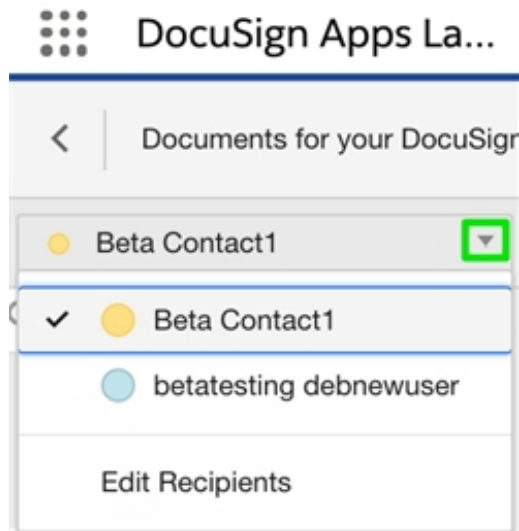 DocuSign Apps La...
Documents for your DocuSign
Beta Contact1
Beta Contact1
betatesting debnewuser
Edit Recipients